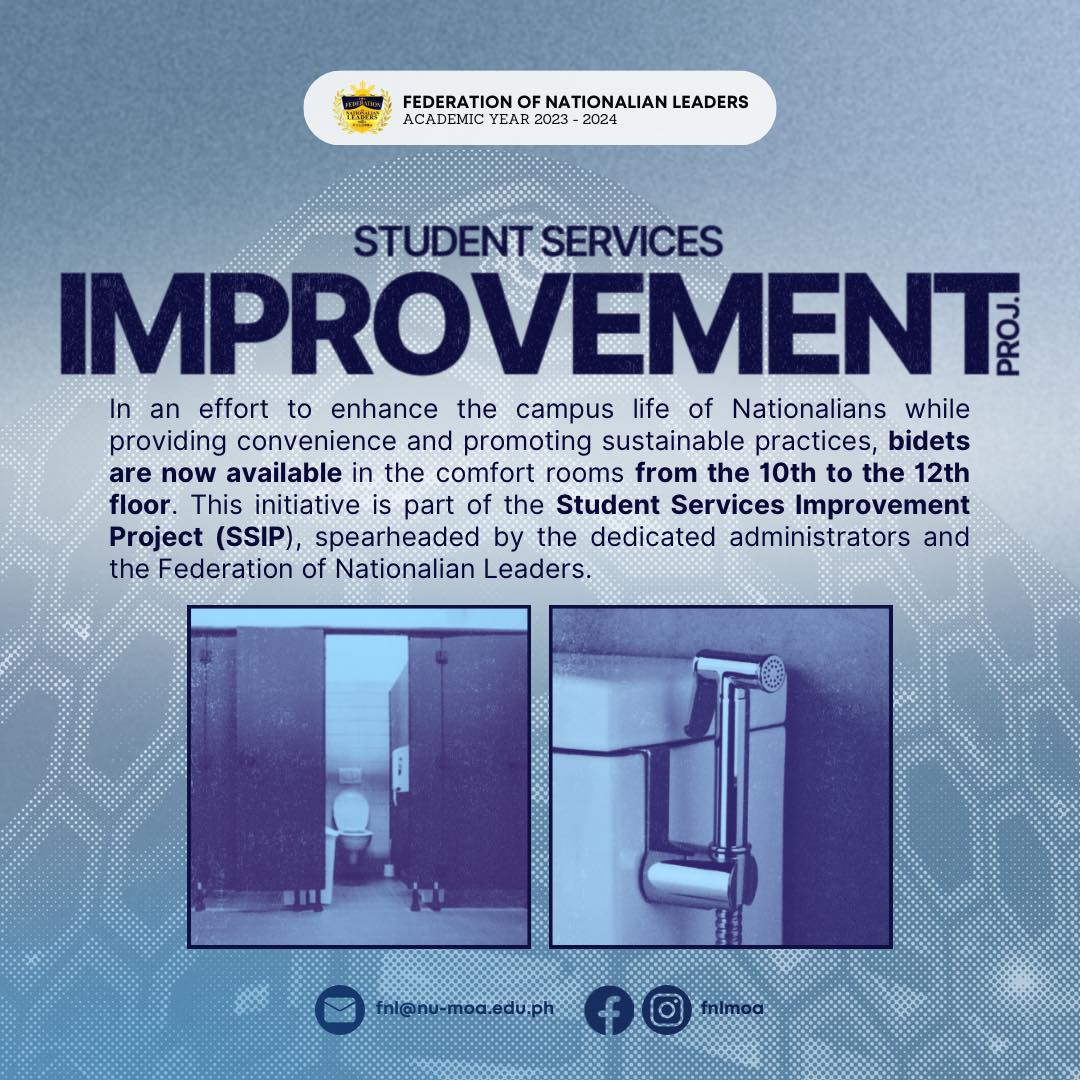 FEDERATION
NATIONALIAN
LEADERS
FEDERATION OF NATIONALIAN LEADERS
ACADEMIC YEAR 2023 - 2024
STUDENT SERVICES
IMPROVEMENT
PROJ.
In an effort to enhance the campus life of Nationalians while
providing convenience and promoting sustainable practices, bidets
are now available in the comfort rooms from the 10th to the 12th
floor. This initiative is part of the Student Services Improvement
Project (SSIP), spearheaded by the dedicated administrators and
the Federation of Nationalian Leaders.
fnl@nu-moa.edu.ph
fnlmoa